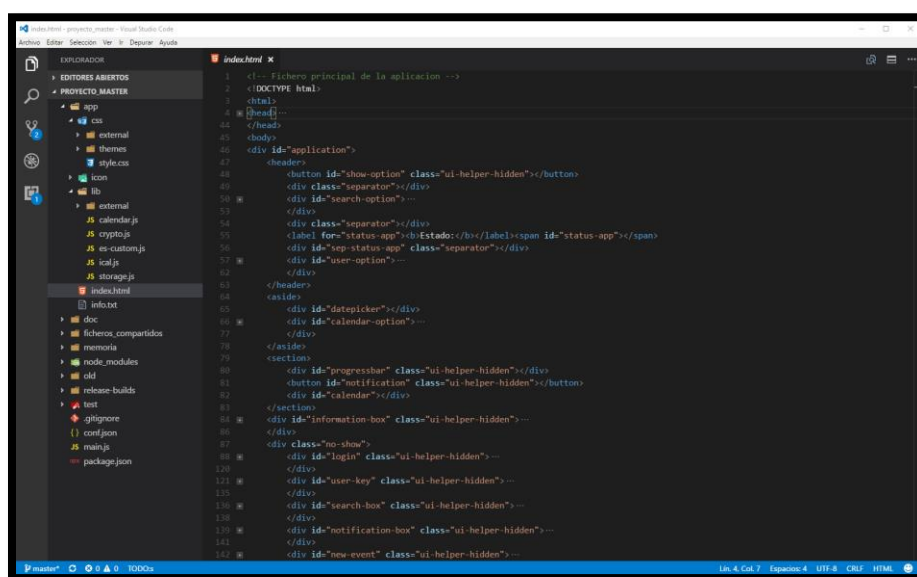 index.html - proyecto_master - Visual Studio Code
Archivo Editar Selección Ver Ir Depurar Ayuda
EXPLORADOR
EDITORES ABIERTOS
PROYECTO_MASTER
app
css
external
themes
style.css
icon
lib
external
JS calendar.js
JS crypto.js
JS es-custom.js
JS ical.js
JS storage.js
index.html
info.txt
doc
ficheros_compartidos
memoria
node_modules
old
release-builds
test
.gitignore
{ } conf.json
JS main.js
package.json
2
1
index.html
1 <!-- Fichero principal de la aplicacion -->
2 <!DOCTYPE html>
3 <html>
4 <head>...
44 </head>
45 <body>
46 <div id="application">
47 <header>
48 <button id="show-option" class="ui-helper-hidden"></button>
49 <div class="separator"></div>
50 <div id="search-option">...
53 </div>
54 <div class="separator"></div>
55 <label for="status-app"><b>Estado:</b></label><span id="status-app"></span>
56 <div id="sep-status-app" class="separator"></div>
57 <div id="user-option">...
62 </div>
63 </header>
64 <aside>
65 <div id="datepicker"></div>
66 <div id="calendar-option">...
77 </div>
78 </aside>
79 <section>
80 <div id="progressbar" class="ui-helper-hidden"></div>
81 <button id="notification" class="ui-helper-hidden"></button>
82 <div id="calendar"></div>
83 </section>
84 <div id="information-box" class="ui-helper-hidden">...
86 </div>
87 <div class="no-show">
88 <div id="login" class="ui-helper-hidden">...
120 </div>
121 <div id="user-key" class="ui-helper-hidden">...
135 </div>
136 <div id="search-box" class="ui-helper-hidden">...
138 </div>
139 <div id="notification-box" class="ui-helper-hidden">...
141 </div>
142 <div id="new-event" class="ui-helper-hidden">...
master* 0 0 TODO:s
Lín. 4, Col. 7 Espacios: 4 UTF-8 CRLF HTML